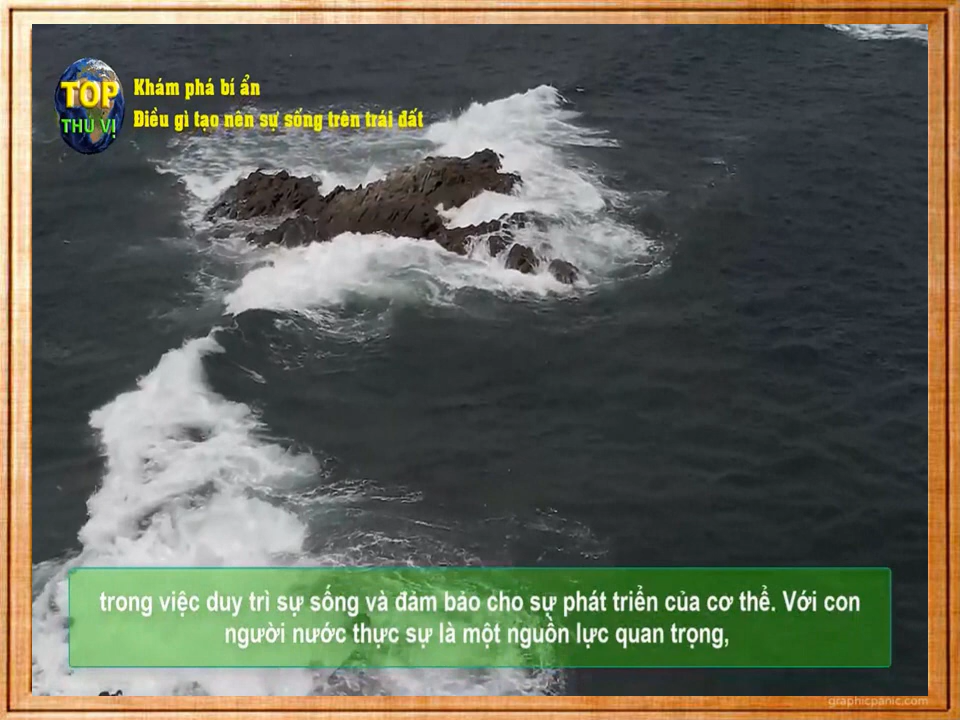 TOP
THÚ VỊ
Khám phá bí ẩn
Điều gì tạo nên sự sống trên trái đất
trong việc duy trì sự sống và đảm bảo cho sự phát triển của cơ thể. Với con
người nước thực sự là một nguồn lực quan trọng,
graphicpanic.com